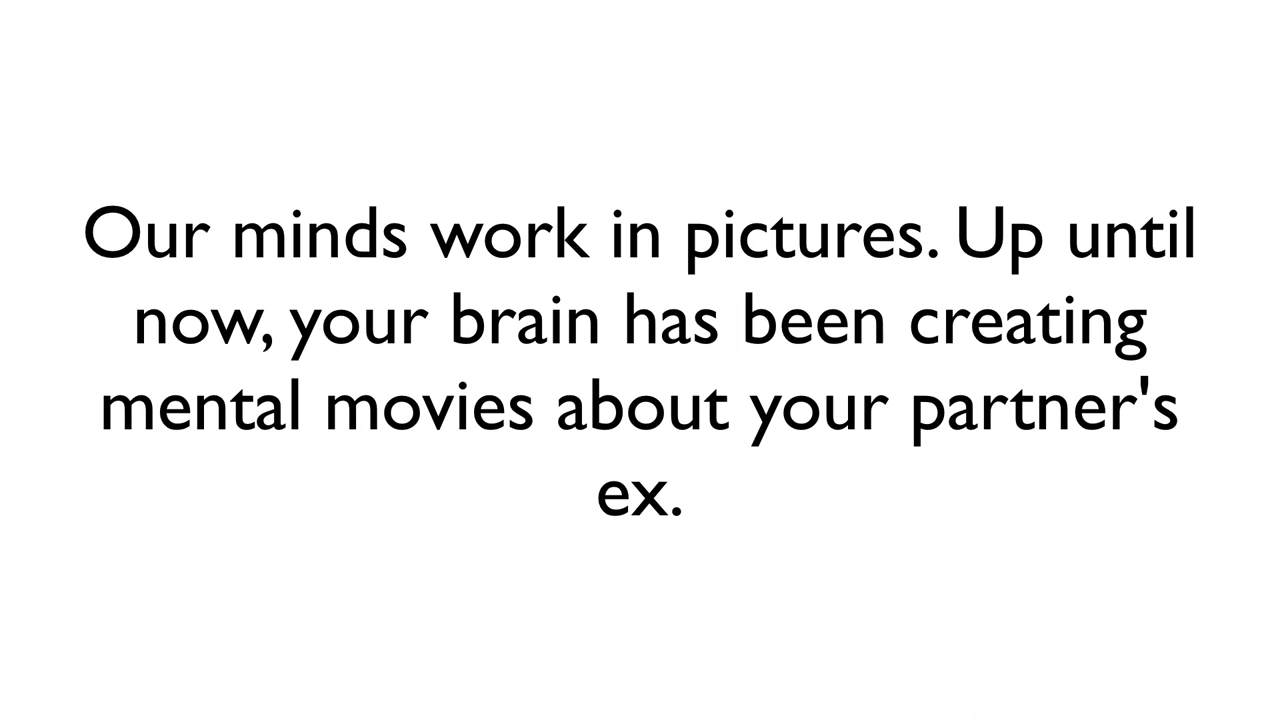 Our minds work in pictures. Up until
now, your brain has been creating
mental movies about your partner's
ex.